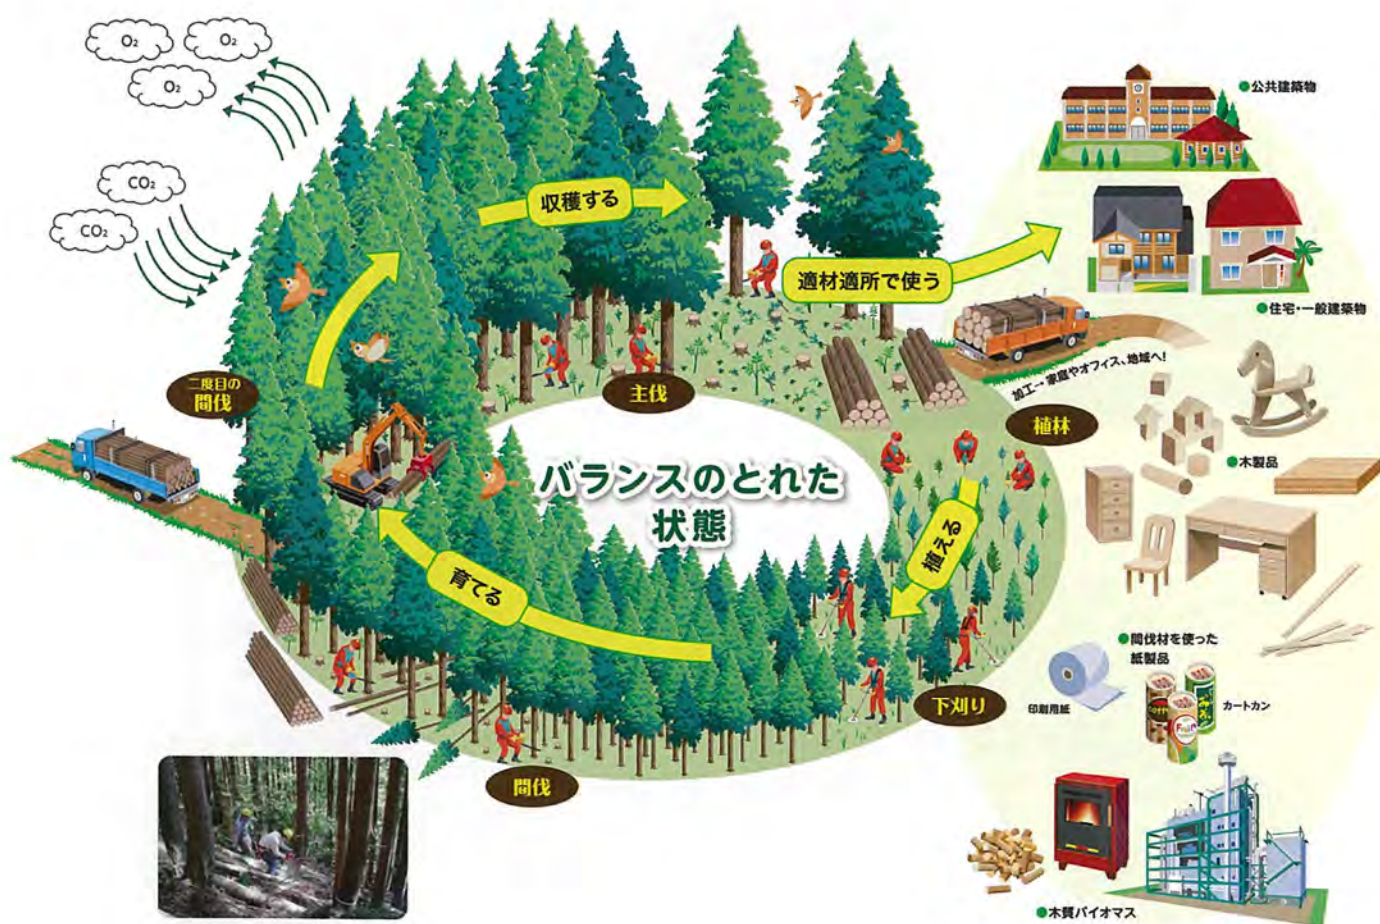 O₂
O₂
O₂
CO₂
CO₂
収穫する
適材適所で使う
●公共建築物
●住宅・一般建築物
加工→家庭やオフィス、地域へ!
二度目の
間伐
主伐
植林
バランスのとれた
状態
植える
育てる
●木製品
●間伐材を使った
紙製品
印刷用紙
カートカン
下刈り
間伐
●木質バイオマス